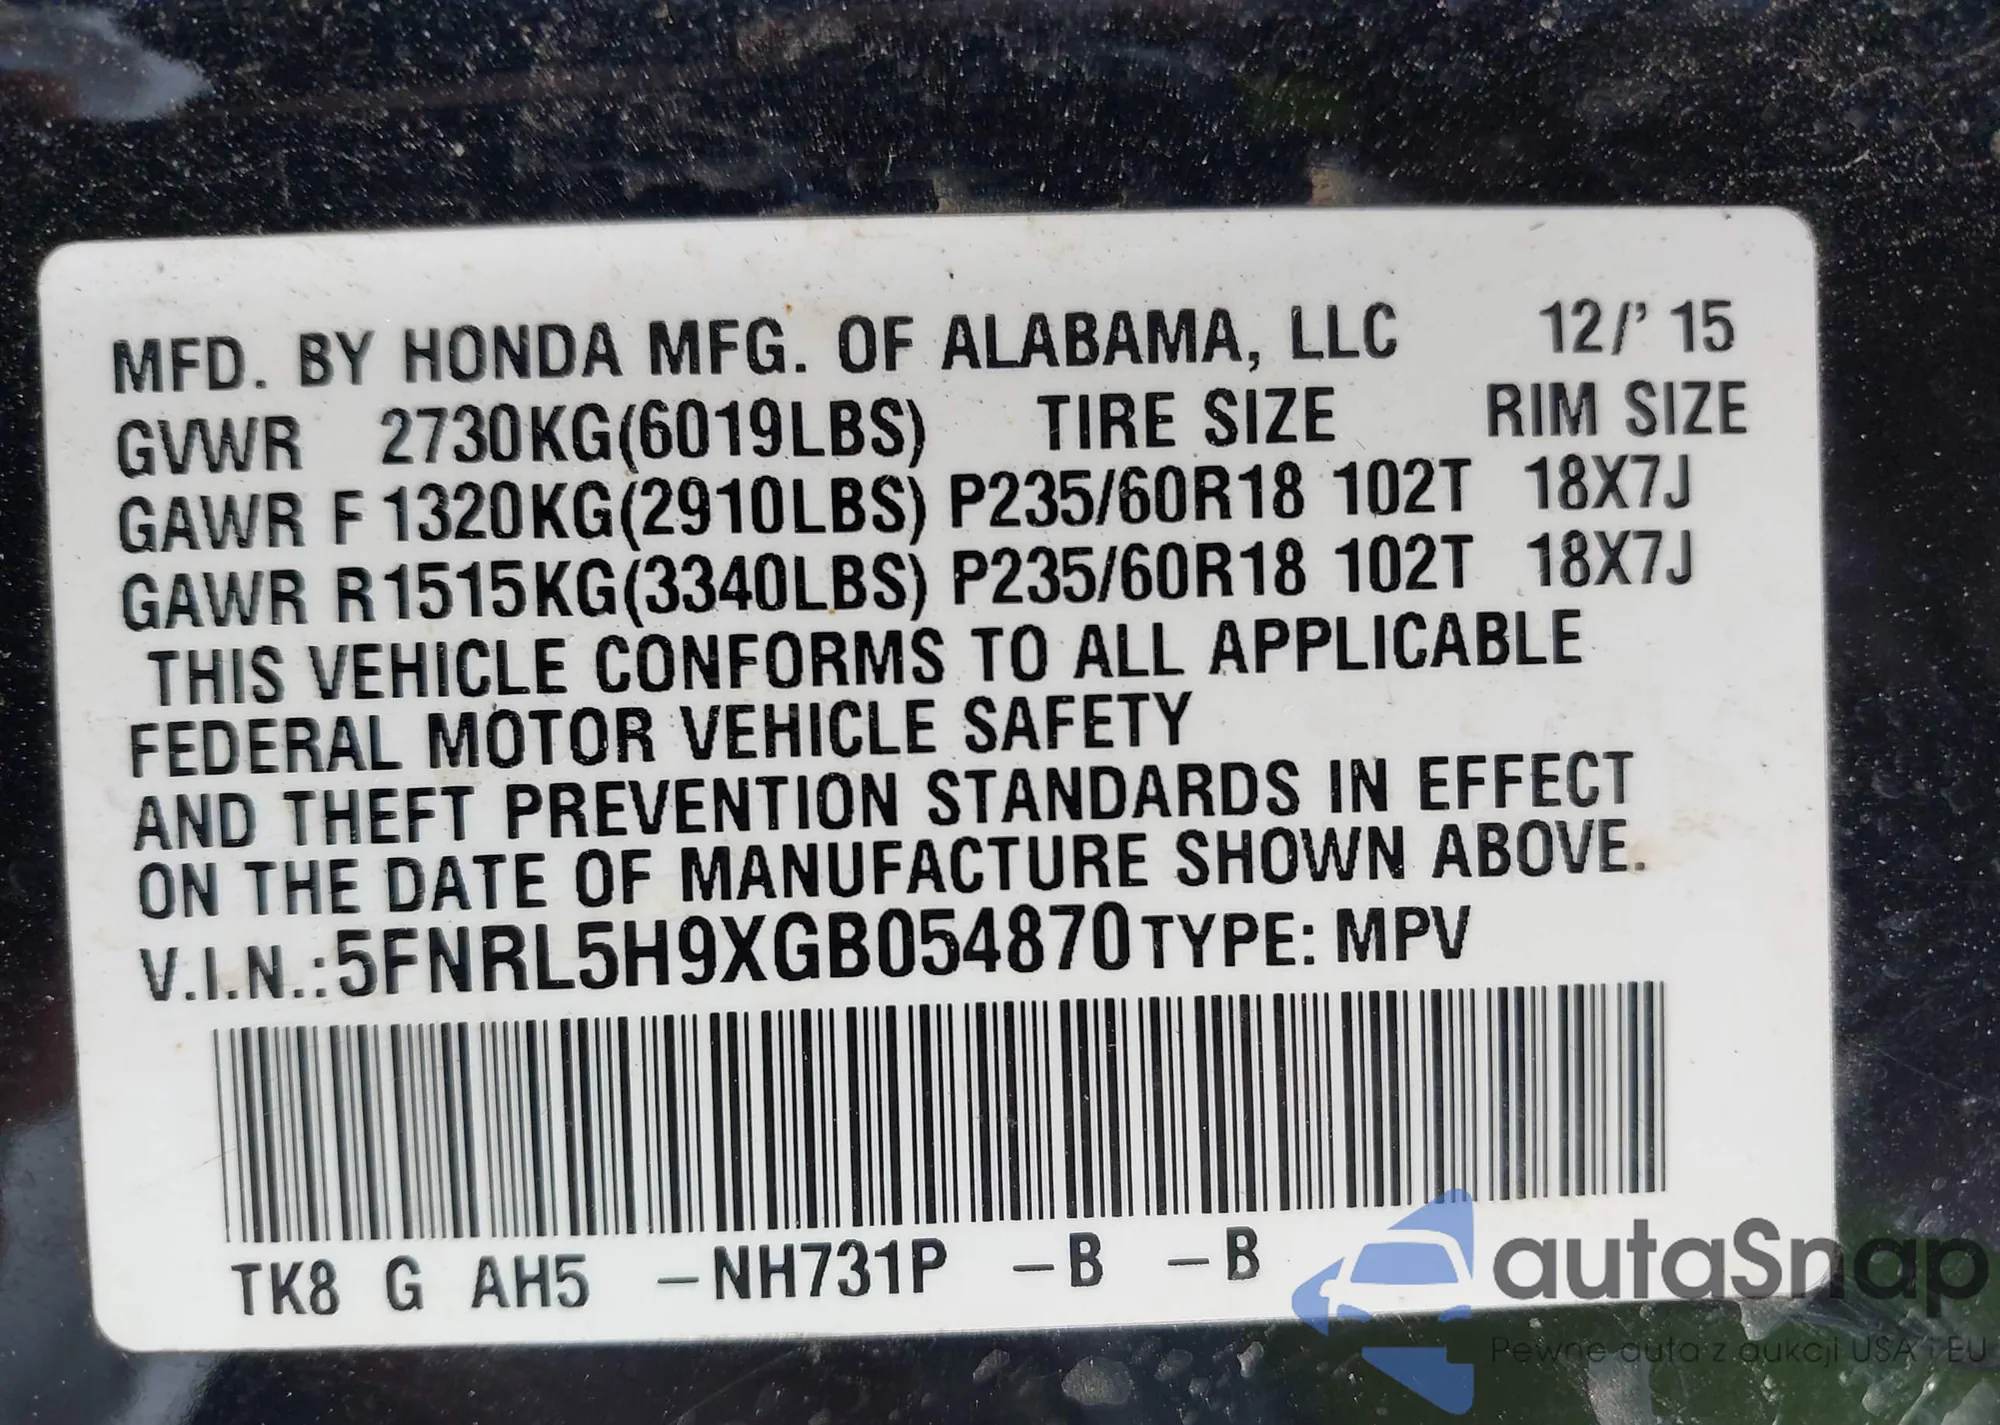 MFD. BY HONDA MFG. OF ALABAMA, LLC 12/' 15
GVWR 2730KG(6019LBS) TIRE SIZE RIM SIZE
GAWR F 1320KG(2910LBS) P235/60R18 102T 18X7J
GAWR R1515KG(3340LBS) P235/60R18 102T 18X7J
THIS VEHICLE CONFORMS TO ALL APPLICABLE
FEDERAL MOTOR VEHICLE SAFETY
AND THEFT PREVENTION STANDARDS IN EFFECT
ON THE DATE OF MANUFACTURE SHOWN ABOVE.
V.I.N.:5FNRL5H9XGB054870 TYPE: MPV
TK8 G AH5 –NH731P –B –B
autaSnap
Pewne auta z aukcji USA i EU